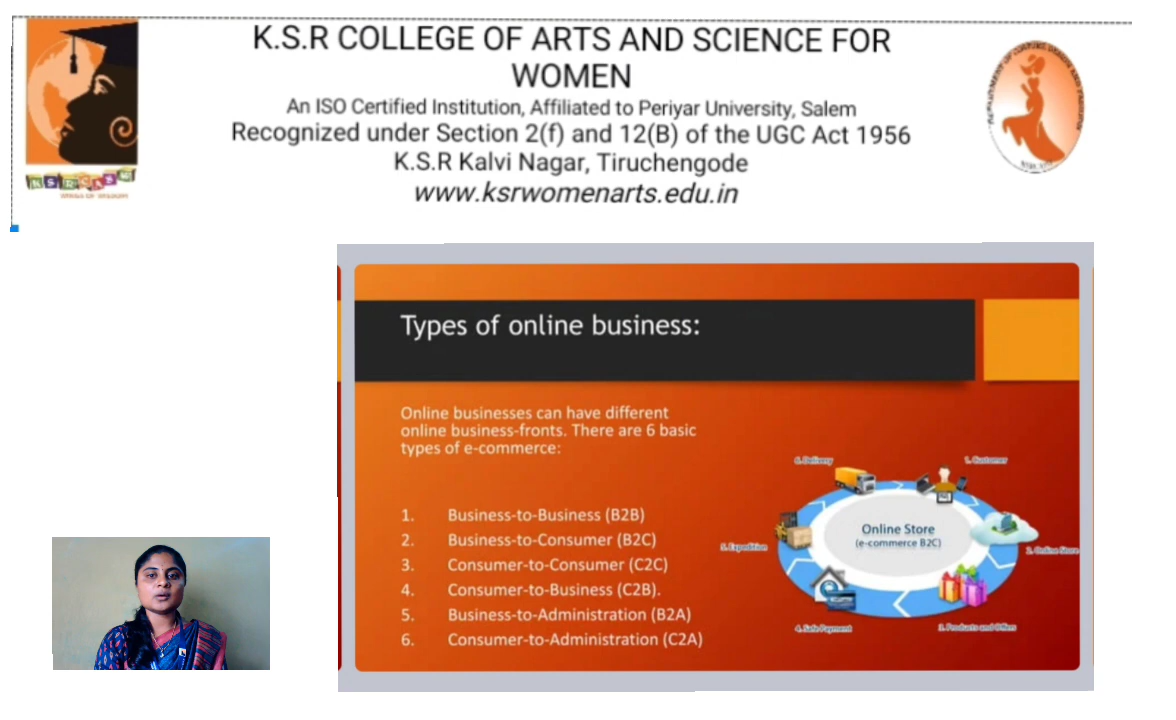 K.S.R COLLEGE OF ARTS AND SCIENCE FOR
WOMEN
An ISO Certified Institution, Affiliated to Periyar University, Salem
Recognized under Section 2(f) and 12(B) of the UGC Act 1956
K.S.R Kalvi Nagar, Tiruchengode
www.ksrwomenarts.edu.in
KSRCASW
Types of online business:
Online businesses can have different
online business-fronts. There are 6 basic
types of e-commerce:
1. Business-to-Business (B2B)
2. Business-to-Consumer (B2C)
3. Consumer-to-Consumer (C2C)
4. Consumer-to-Business (C2B).
5. Business-to-Administration (B2A)
6. Consumer-to-Administration (C2A)
Online Store
(e-commerce B2C)
1. Customer
2. Online Store
3. Products and Offers
4. Safe Payment
5. Expedition
6. Delivery